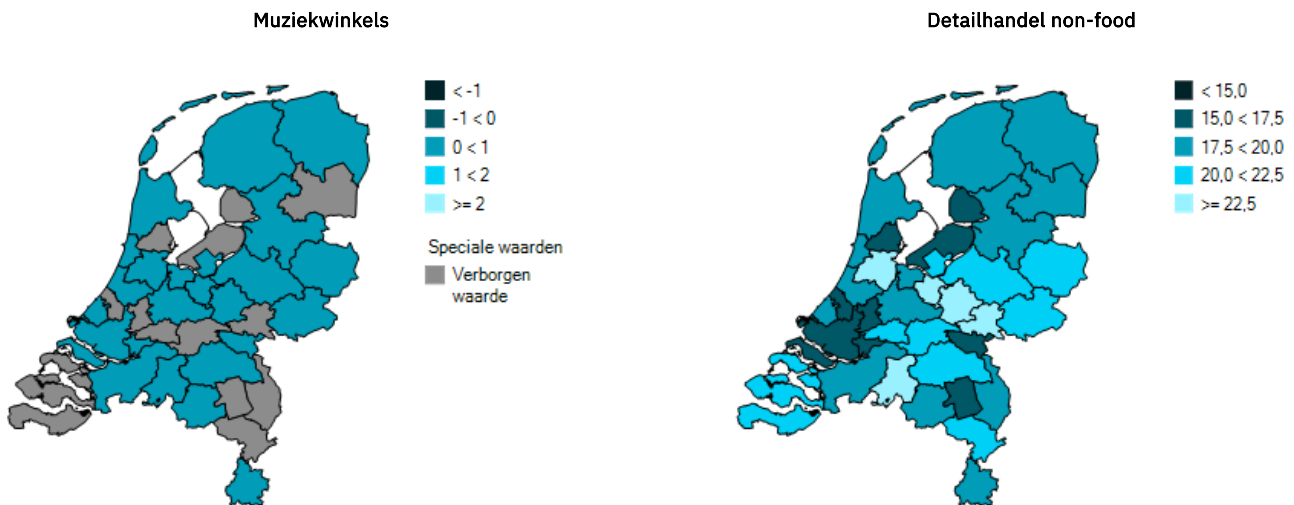 Muziekwinkels
< -1
-1 < 0
0 < 1
1 < 2
>= 2
Speciale waarden
Verborgen
waarde
Detailhandel non-food
< 15,0
15,0 < 17,5
17,5 < 20,0
20,0 < 22,5
>= 22,5